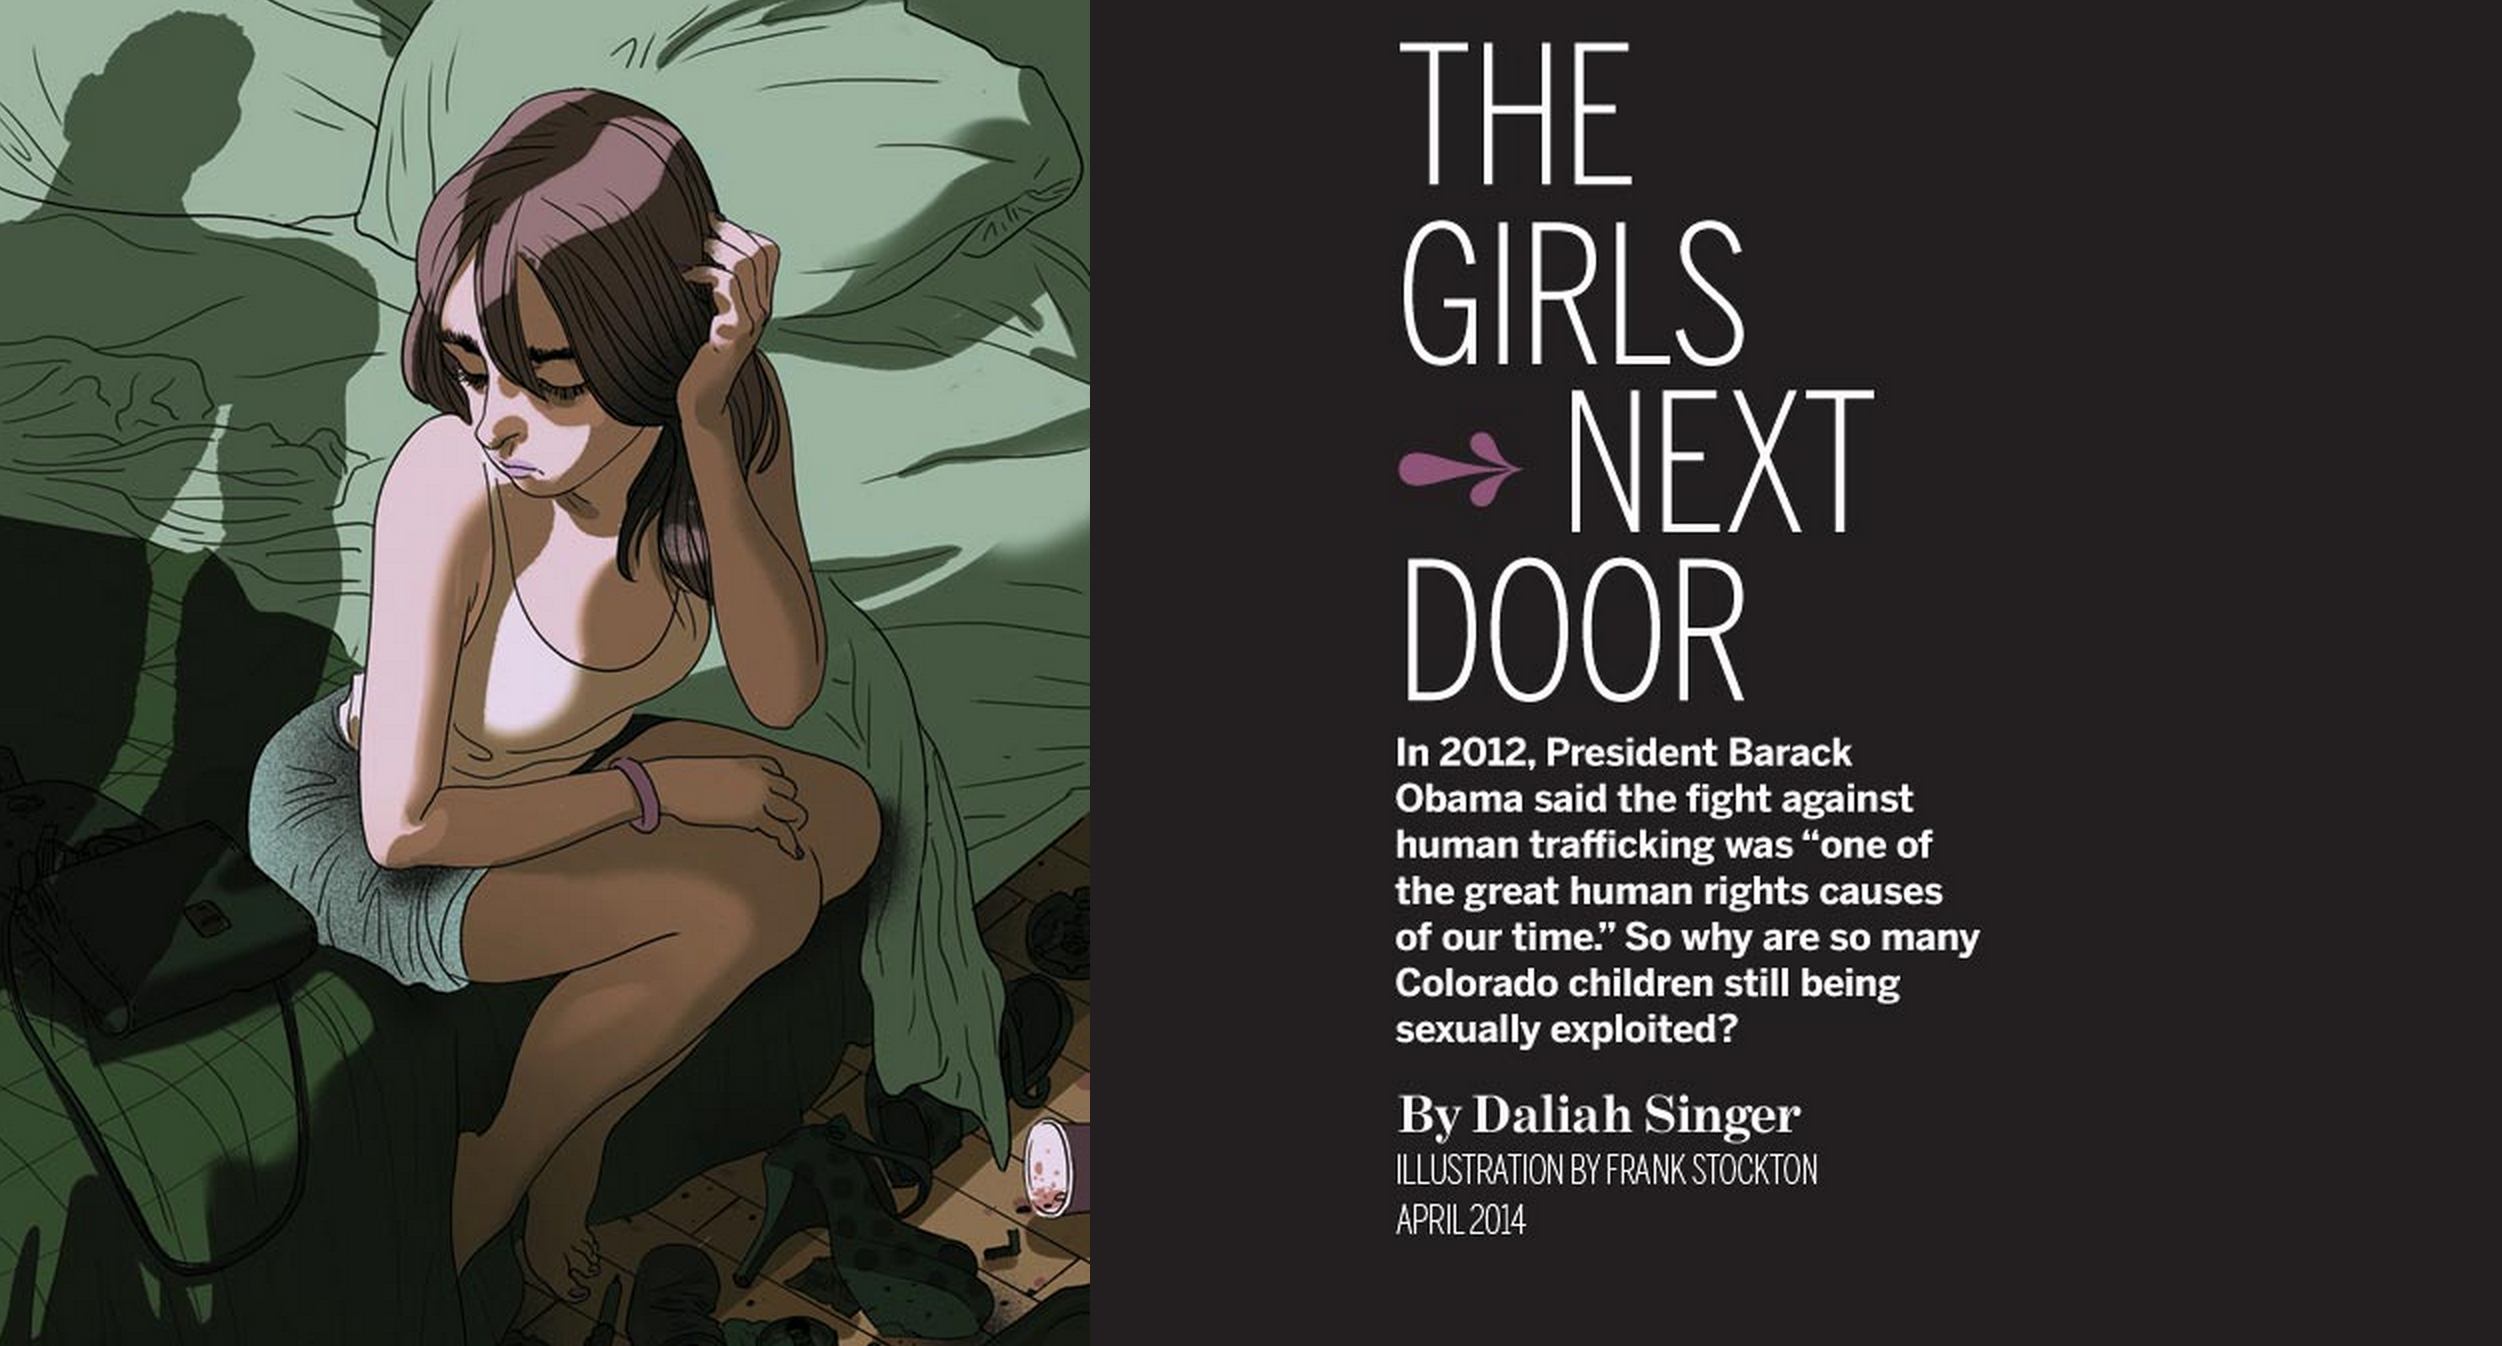 THE
GIRLS
NEXT
DOOR
In 2012, President Barack
Obama said the fight against
human trafficking was “one of
the great human rights causes
of our time.” So why are so many
Colorado children still being
sexually exploited?
By Daliah Singer
ILLUSTRATION BY FRANK STOCKTON
APRIL 2014